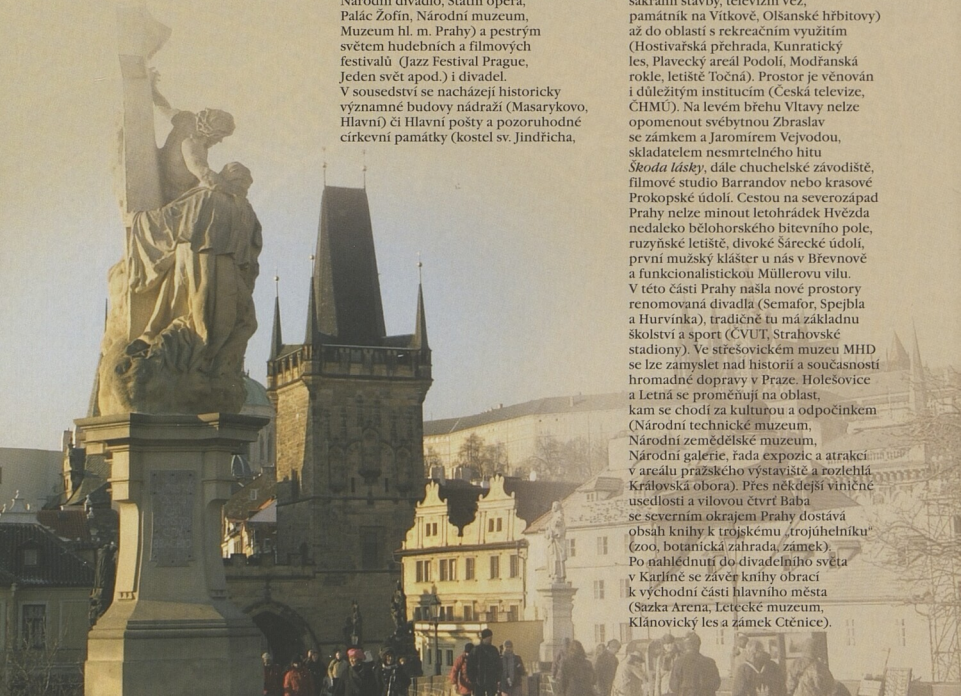 Národní divadlo, Státní opera,
Palác Žofín, Národní muzeum,
Muzeum hl. m. Prahy) a pestrým
světem hudebních a filmových
festivalů (Jazz Festival Prague,
Jeden svět apod.) i divadel.
V sousedství se nacházejí historicky
významné budovy nádraží (Masarykovo,
Hlavní) či Hlavní pošty a pozoruhodné
církevní památky (kostel sv. Jindřicha,
sakrální stavby, televizní věž,
památník na Vítkově, Olšanské hřbitovy)
až do oblastí s rekreačním využitím
(Hostivařská přehrada, Kunratický
les, Plavecký areál Podolí, Modřanská
rokle, letiště Točná). Prostor je věnován
i důležitým institucím (Česká televize,
ČHMÚ). Na levém břehu Vltavy nelze
opomenout svébytnou Zbraslav
se zámkem a Jaromírem Vejvodou,
skladatelem nesmrtelného hitu
Škoda lásky, dále chuchelské závodiště,
filmové studio Barrandov nebo krasové
Prokopské údolí. Cestou na severozápad
Prahy nelze minout letohrádek Hvězda
nedaleko bělohorského bitevního pole,
ruzyňské letiště, divoké Šárecké údolí,
první mužský klášter u nás v Břevnově
a funkcionalistickou Müllerovu vilu.
V této části Prahy našla nové prostory
renomovaná divadla (Semafor, Spejbla
a Hurvínka), tradičně tu má základnu
školství a sport (ČVUT, Strahovské
stadiony). Ve střešovickém muzeu MHD
se lze zamyslet nad historií a současností
hromadné dopravy v Praze. Holešovice
a Letná se proměňují na oblast,
kam se chodí za kulturou a odpočinkem
(Národní technické muzeum,
Národní zemědělské muzeum,
Národní galerie, řada expozic a atrakcí
v areálu pražského výstaviště a rozlehlá
Královská obora). Přes někdejší viničné
usedlosti a vilovou čtvrť Baba
se severním okrajem Prahy dostává
obsah knihy k trojskému „trojúhelníku“
(zoo, botanická zahrada, zámek).
Po nahlédnutí do divadelního světa
v Karlíně se závěr knihy obrací
k východní části hlavního města
(Sazka Arena, Letecké muzeum,
Klánovický les a zámek Ctěnice).